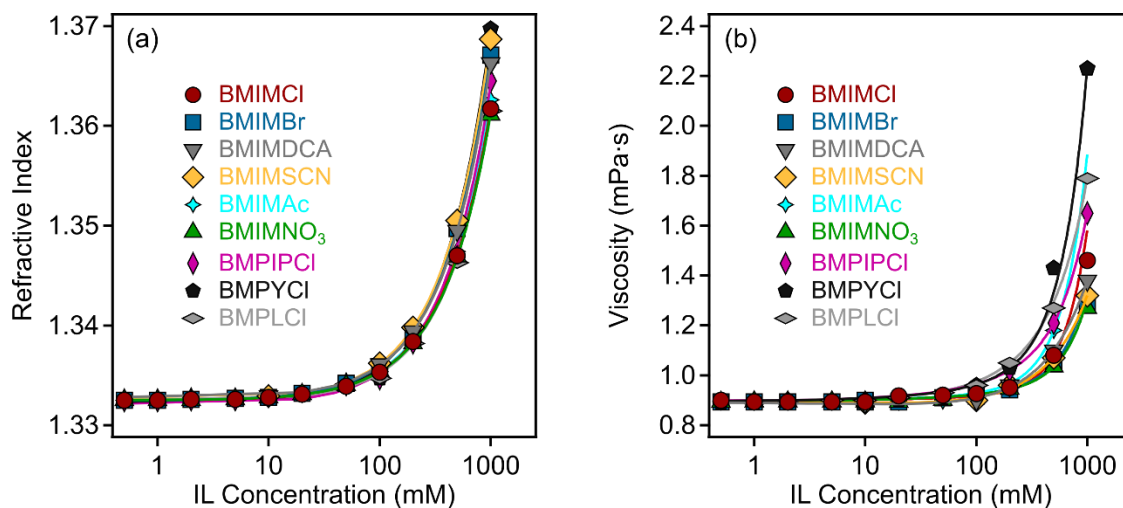 (a)
1.37
1.36
1.35
1.34
1.33
Refractive Index
BMIMCl
BMIMBr
BMIMDCA
BMIMSCN
BMIMAc
BMIMNO₃
BMPIPCl
BMPYCl
BMPLCl
1 10 100 1000
IL Concentration (mM)
(b)
2.4
2.2
2.0
1.8
1.6
1.4
1.2
1.0
0.8
Viscosity (mPa·s)
BMIMCl
BMIMBr
BMIMDCA
BMIMSCN
BMIMAc
BMIMNO₃
BMPIPCl
BMPYCl
BMPLCl
1 10 100 1000
IL Concentration (mM)